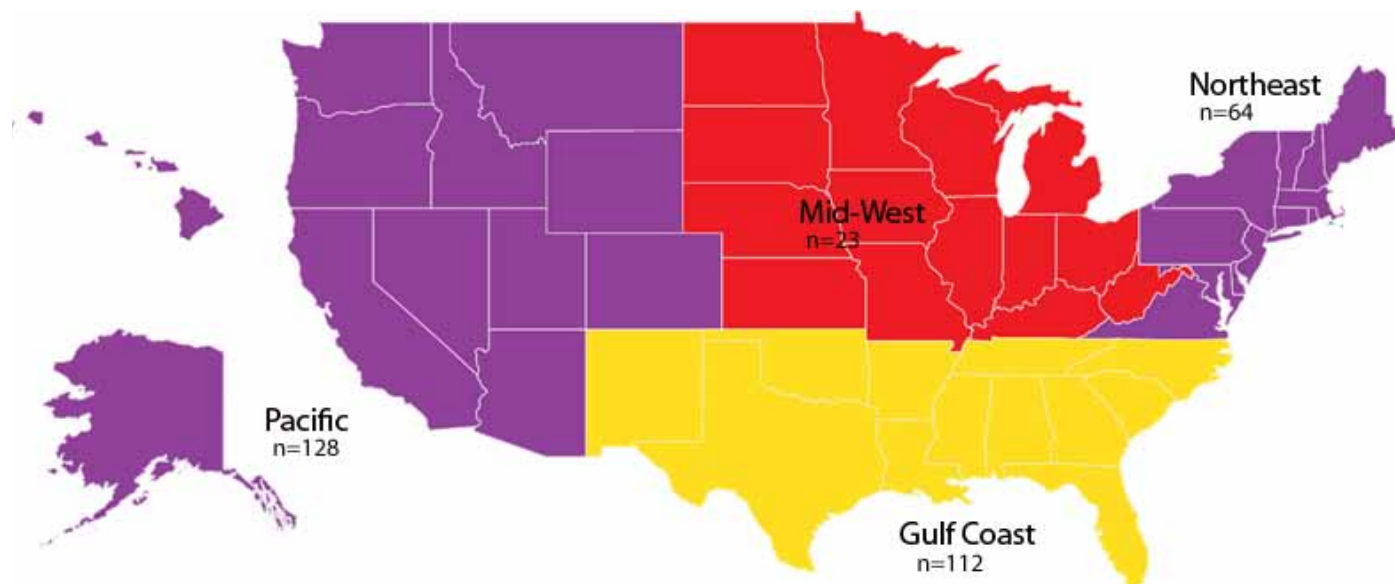 Northeast
n=64
Mid-West
n=23
Pacific
n=128
Gulf Coast
n=112